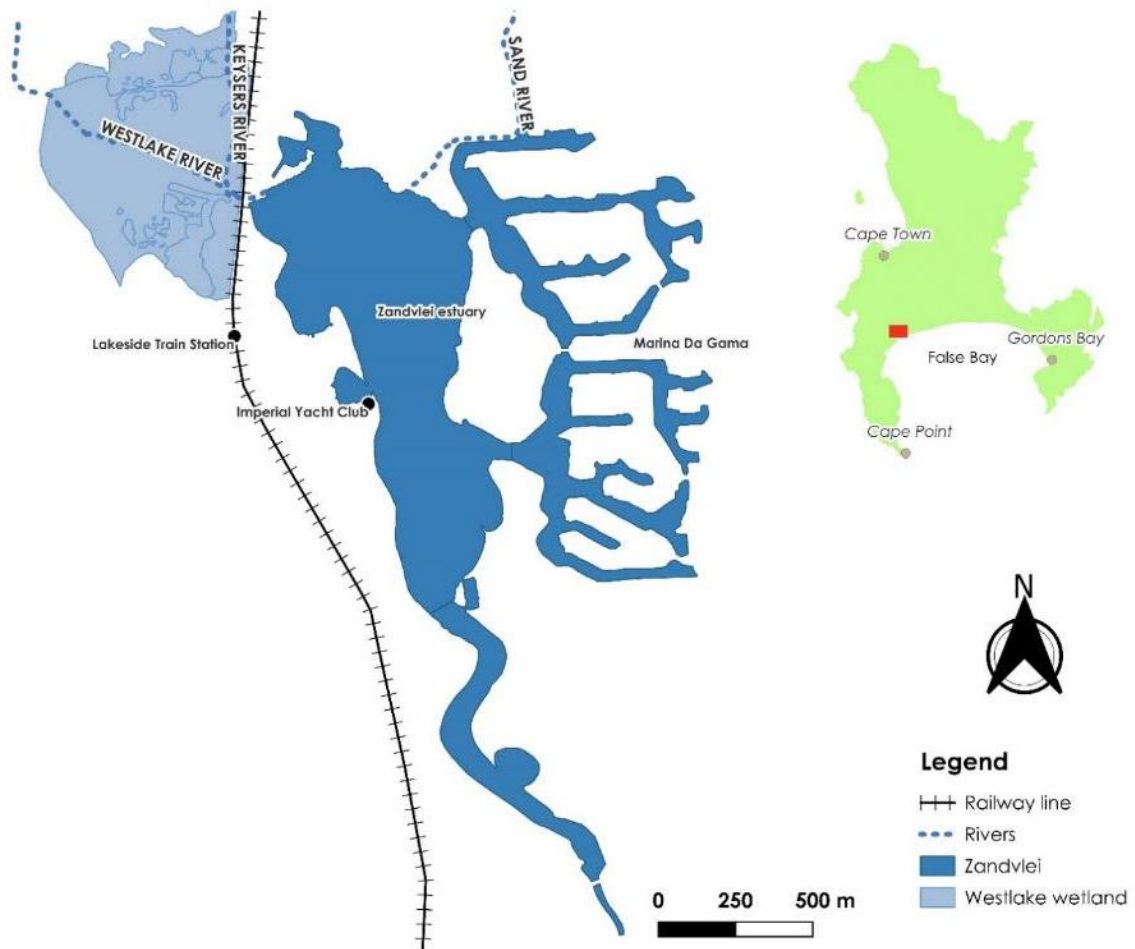 KEYSERS RIVER
SAND RIVER
WESTLAKE RIVER
Zandvlei estuary
Lakeside Train Station
Marina Da Gama
Imperial Yacht Club
Cape Town
Gordons Bay
False Bay
Cape Point
N
Legend
Railway line
Rivers
Zandvlei
Westlake wetland
0 250 500 m